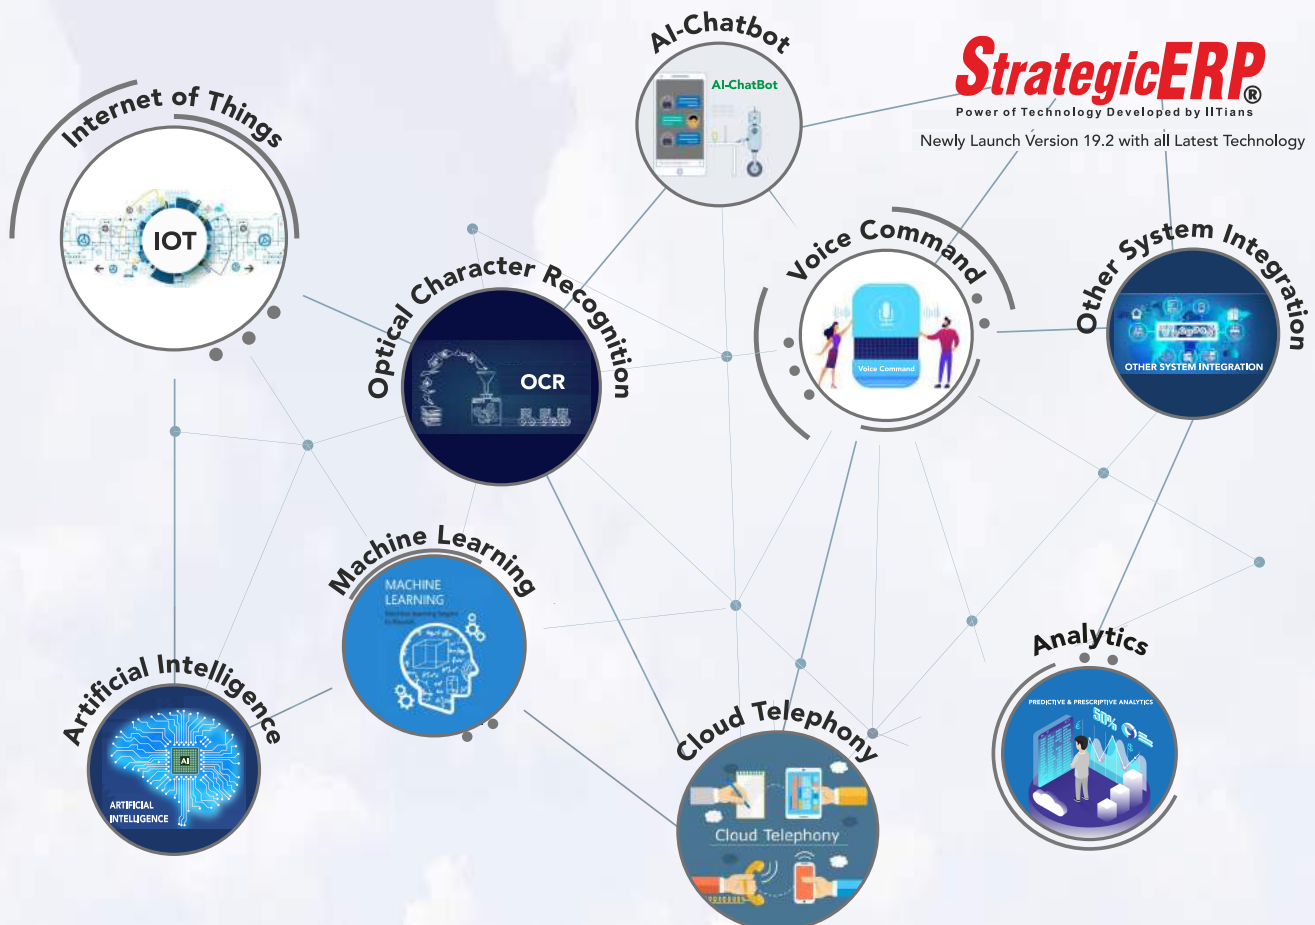 AI-Chatbot
AI-ChatBot
StrategicERP®
Power of Technology Developed by IITians
Newly Launch Version 19.2 with all Latest Technology
Internet of Things
IOT
Optical Character Recognition
OCR
Voice Command
Voice Command
Other System Integration
OTHER SYSTEM INTEGRATION
Machine Learning
MACHINE
LEARNING
Artificial Intelligence
AI
ARTIFICIAL
INTELLIGENCE
Cloud Telephony
Cloud Telephony
Analytics
PREDICTIVE & PRESCRIPTIVE ANALYTICS
50%